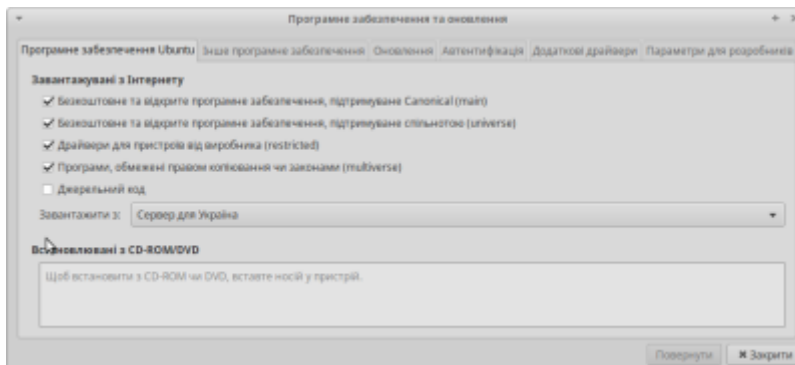 Програмне забезпечення та оновлення
Програмне забезпечення Ubuntu Інше програмне забезпечення Оновлення Автентифікація Додаткові драйвери Параметри для розробників
Завантажувані з Інтернету
Безкоштовне та відкрите програмне забезпечення, підтримуване Canonical (main)
Безкоштовне та відкрите програмне забезпечення, підтримуване спільнотою (universe)
Драйвери для пристроїв від виробника (restricted)
Програми, обмежені правом копіювання чи законами (multiverse)
Джерельний код
Завантажити з: Сервер для Україна
Встановлювані з CD-ROM/DVD
Щоб встановити з CD-ROM чи DVD, вставте носій у пристрій.
Повернути Закрити